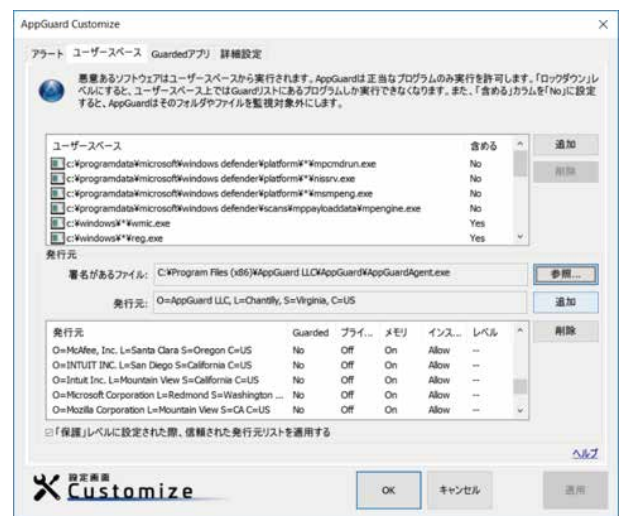 AppGuard Customize
アラート ユーザースペース Guardedアプリ 詳細設定
悪意あるソフトウェアはユーザースペースから実行されます。AppGuardは正当なプログラムのみ実行を許可します。「ロックダウン」レ
ベルにすると、ユーザースペース上ではGuardリストにあるプログラムしか実行できなくなります。また、「含める」カラムを「No」に設定
すると、AppGuardはそのフォルダやファイルを監視対象外にします。
ユーザースペース 含める
c:¥programdata¥microsoft¥windows defender¥platform¥*¥mpcmdrun.exe No
c:¥programdata¥microsoft¥windows defender¥platform¥*¥nissrv.exe No
c:¥programdata¥microsoft¥windows defender¥platform¥*¥msmpeng.exe No
c:¥programdata¥microsoft¥windows defender¥scans¥mppayloaddata¥mpengine.exe No
c:¥windows¥*¥wmic.exe Yes
c:¥windows¥*¥reg.exe Yes
追加
削除
発行元
署名があるファイル: C:¥Program Files (x86)¥AppGuard LLC¥AppGuard¥AppGuardAgent.exe 参照...
発行元: O=AppGuard LLC, L=Chantilly, S=Virginia, C=US 追加
発行元 Guarded プライ... メモリ インス... レベル 削除
O=McAfee, Inc. L=Santa Clara S=Oregon C=US No Off On Allow --
O=INTUIT INC. L=San Diego S=California C=US No Off On Allow --
O=Intuit Inc. L=Mountain View S=California C=US No Off On Allow --
O=Microsoft Corporation L=Redmond S=Washington ... No Off On Allow --
O=Mozilla Corporation L=Mountain View S=CA C=US No Off On Allow --
「保護」レベルに設定された際、信頼された発行元リストを適用する
ヘルプ
設定画面
Customize
OK キャンセル 適用